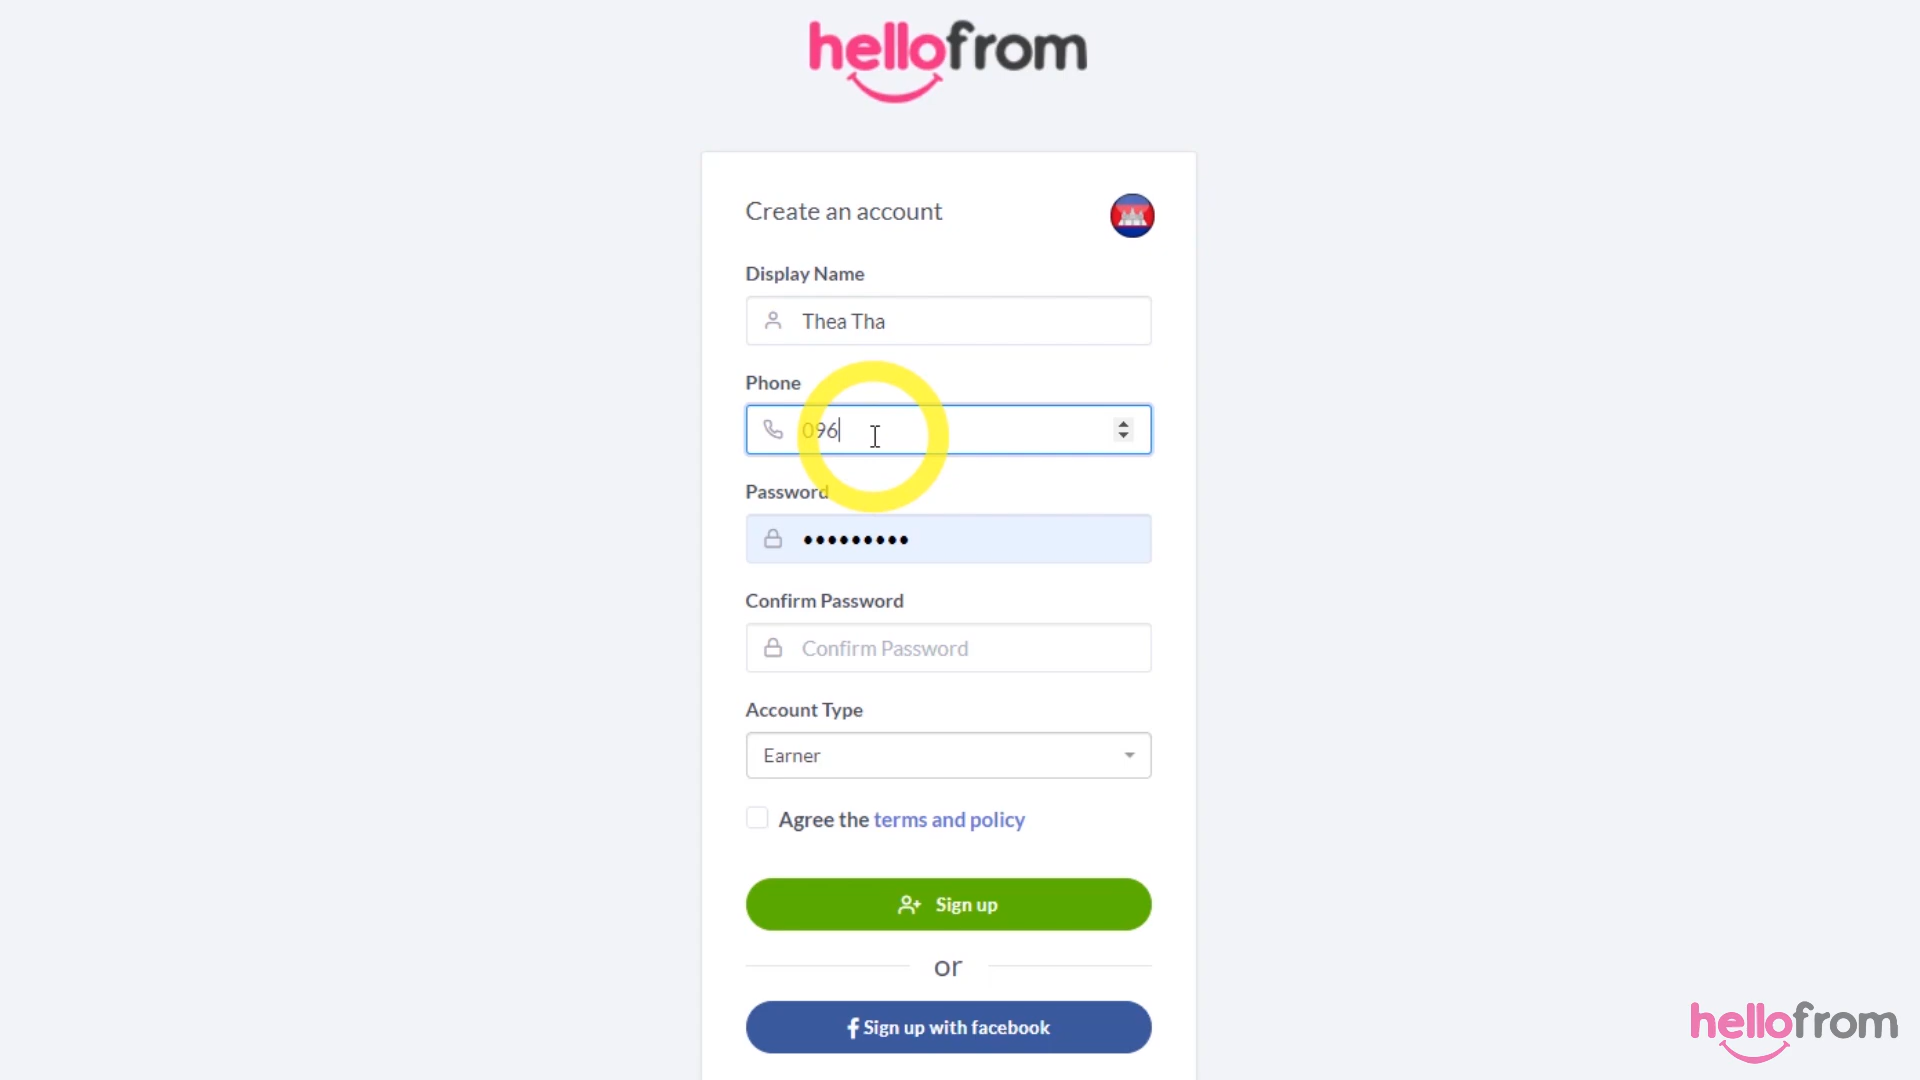 hellofrom
Create an account
Display Name
Thea Tha
Phone
096
Password
•••••••••
Confirm Password
Confirm Password
Account Type
Earner
Agree the terms and policy
Sign up
or
Sign up with facebook
hellofrom